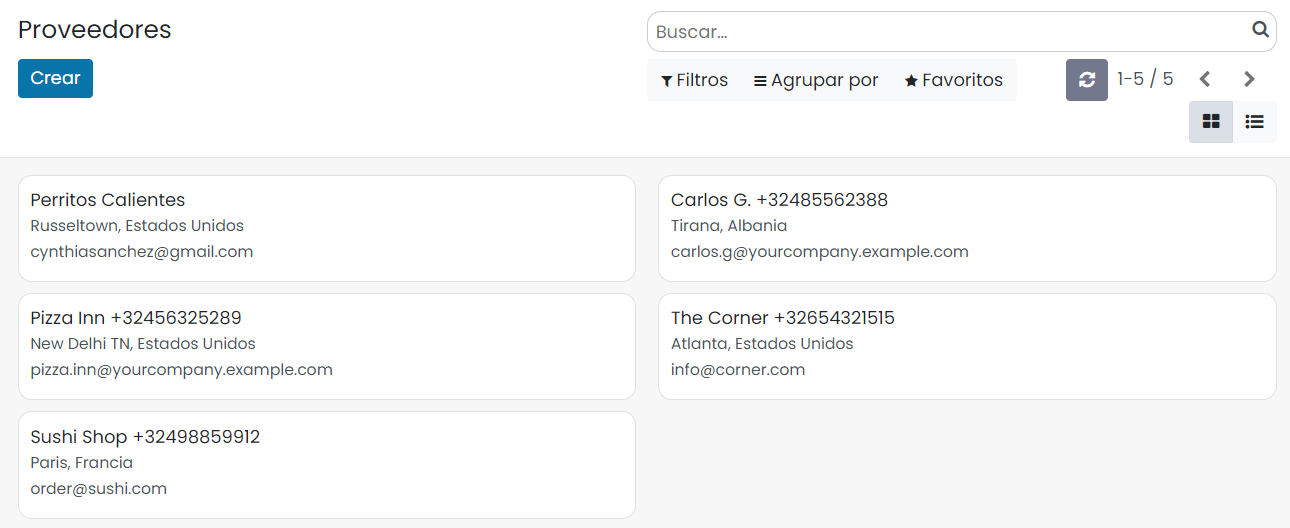 Proveedores
Buscar...
Crear
Filtros Agrupar por Favoritos 1-5 / 5
Perritos Calientes
Russeltown, Estados Unidos
cynthiasanchez@gmail.com
Carlos G. +32485562388
Tirana, Albania
carlos.g@yourcompany.example.com
Pizza Inn +32456325289
New Delhi TN, Estados Unidos
pizza.inn@yourcompany.example.com
The Corner +32654321515
Atlanta, Estados Unidos
info@corner.com
Sushi Shop +32498859912
Paris, Francia
order@sushi.com